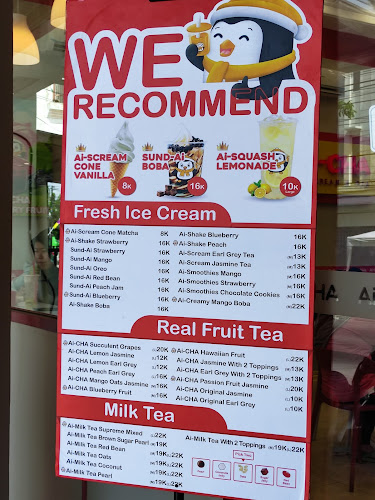 WE
RECOMMEND
Ai-SCREAM
CONE
VANILLA
8K
SUND-Ai
BOBA
16K
Ai-SQUASH
LEMONADE
10K
Fresh Ice Cream
Ai-Scream Cone Matcha 8K
Ai-Shake Strawberry 16K
Sund-Ai Strawberry 16K
Sund-Ai Mango 16K
Sund-Ai Oreo 16K
Sund-Ai Red Bean 16K
Sund-Ai Peach Jam 16K
Sund-Ai Blueberry 16K
Ai-Shake Boba 16K
Ai-Shake Blueberry 16K
Ai-Shake Peach 16K
Ai-Scream Earl Grey Tea (M)13K
Ai-Scream Jasmine Tea (M)13K
Ai-Smoothies Mango (M)16K
Ai-Smoothies Strawberry (M)16K
Ai-Smoothies Chocolate Cookies (M)16K
Ai-Creamy Mango Boba (M)22K
Real Fruit Tea
Ai-CHA Succulent Grapes (L)20K
Ai-CHA Lemon Jasmine (L)12K
Ai-CHA Lemon Earl Grey (L)12K
Ai-CHA Peach Earl Grey (L)16K
Ai-CHA Mango Oats Jasmine (M)16K
Ai-CHA Blueberry Fruit (M)16K
Ai-CHA Hawaiian Fruit (L)22K
Ai-CHA Jasmine With 2 Toppings (M)13K
Ai-CHA Earl Grey With 2 Toppings (M)13K
Ai-CHA Passion Fruit Jasmine (L)20K
Ai-CHA Original Jasmine (L)10K
Ai-CHA Original Earl Grey (L)10K
Milk Tea
Ai-Milk Tea Supreme Mixed (L)22K
Ai-Milk Tea Brown Sugar Pearl (M)19K
Ai-Milk Tea Red Bean (M)19K(L)22K
Ai-Milk Tea Oats (M)19K(L)22K
Ai-Milk Tea Coconut (M)19K(L)22K
Ai-Milk Tea Pearl (M)19K(L)22K
Ai-Milk Tea With 2 Toppings (M)19K(L)22K